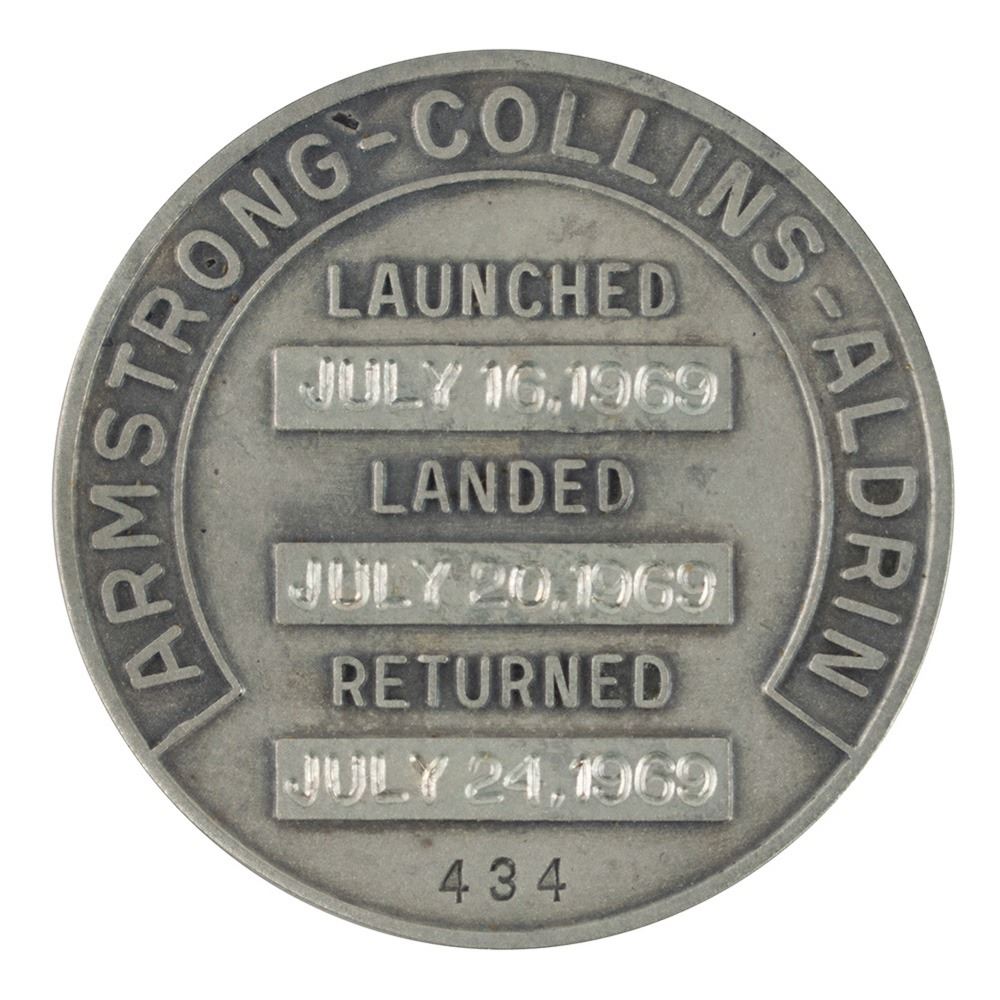 ARMSTRONG-COLLINS-ALDRIN
LAUNCHED
JULY 16, 1969
LANDED
JULY 20, 1969
RETURNED
JULY 24, 1969
434